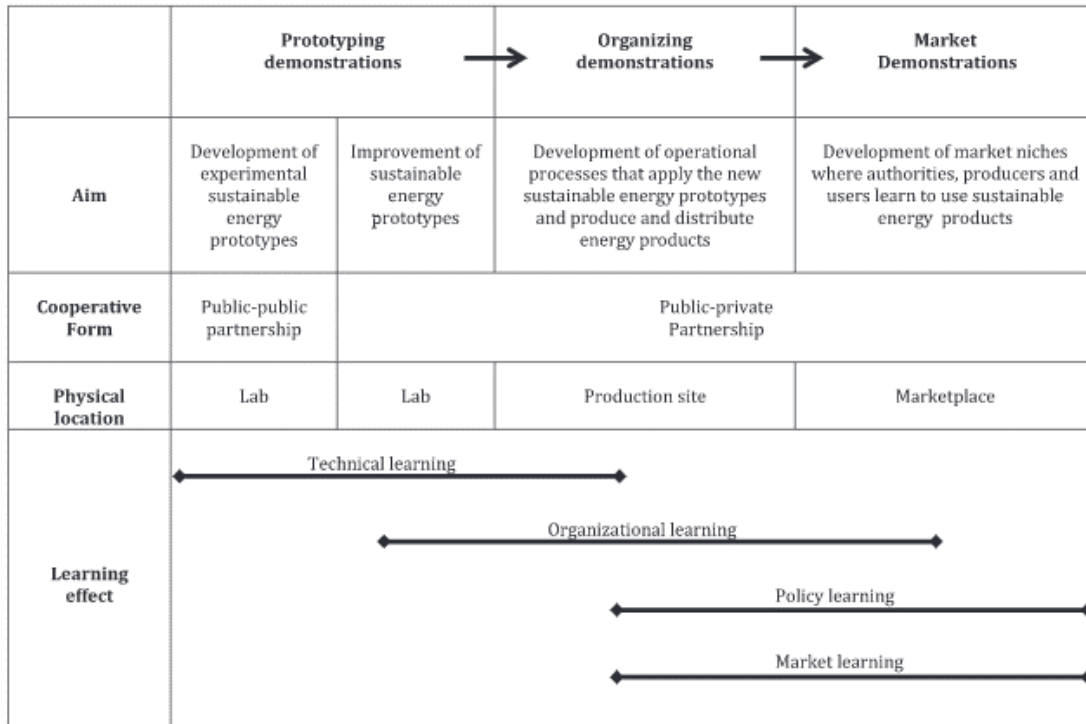 Prototyping
demonstrations
Organizing
demonstrations
Market
Demonstrations
Aim
Development of
experimental
sustainable
energy
prototypes
Improvement of
sustainable
energy
prototypes
Development of operational
processes that apply the new
sustainable energy prototypes
and produce and distribute
energy products
Development of market niches
where authorities, producers and
users learn to use sustainable
energy products
Cooperative
Form
Public-public
partnership
Public-private
Partnership
Physical
location
Lab
Lab
Production site
Marketplace
Learning
effect
Technical learning
Organizational learning
Policy learning
Market learning